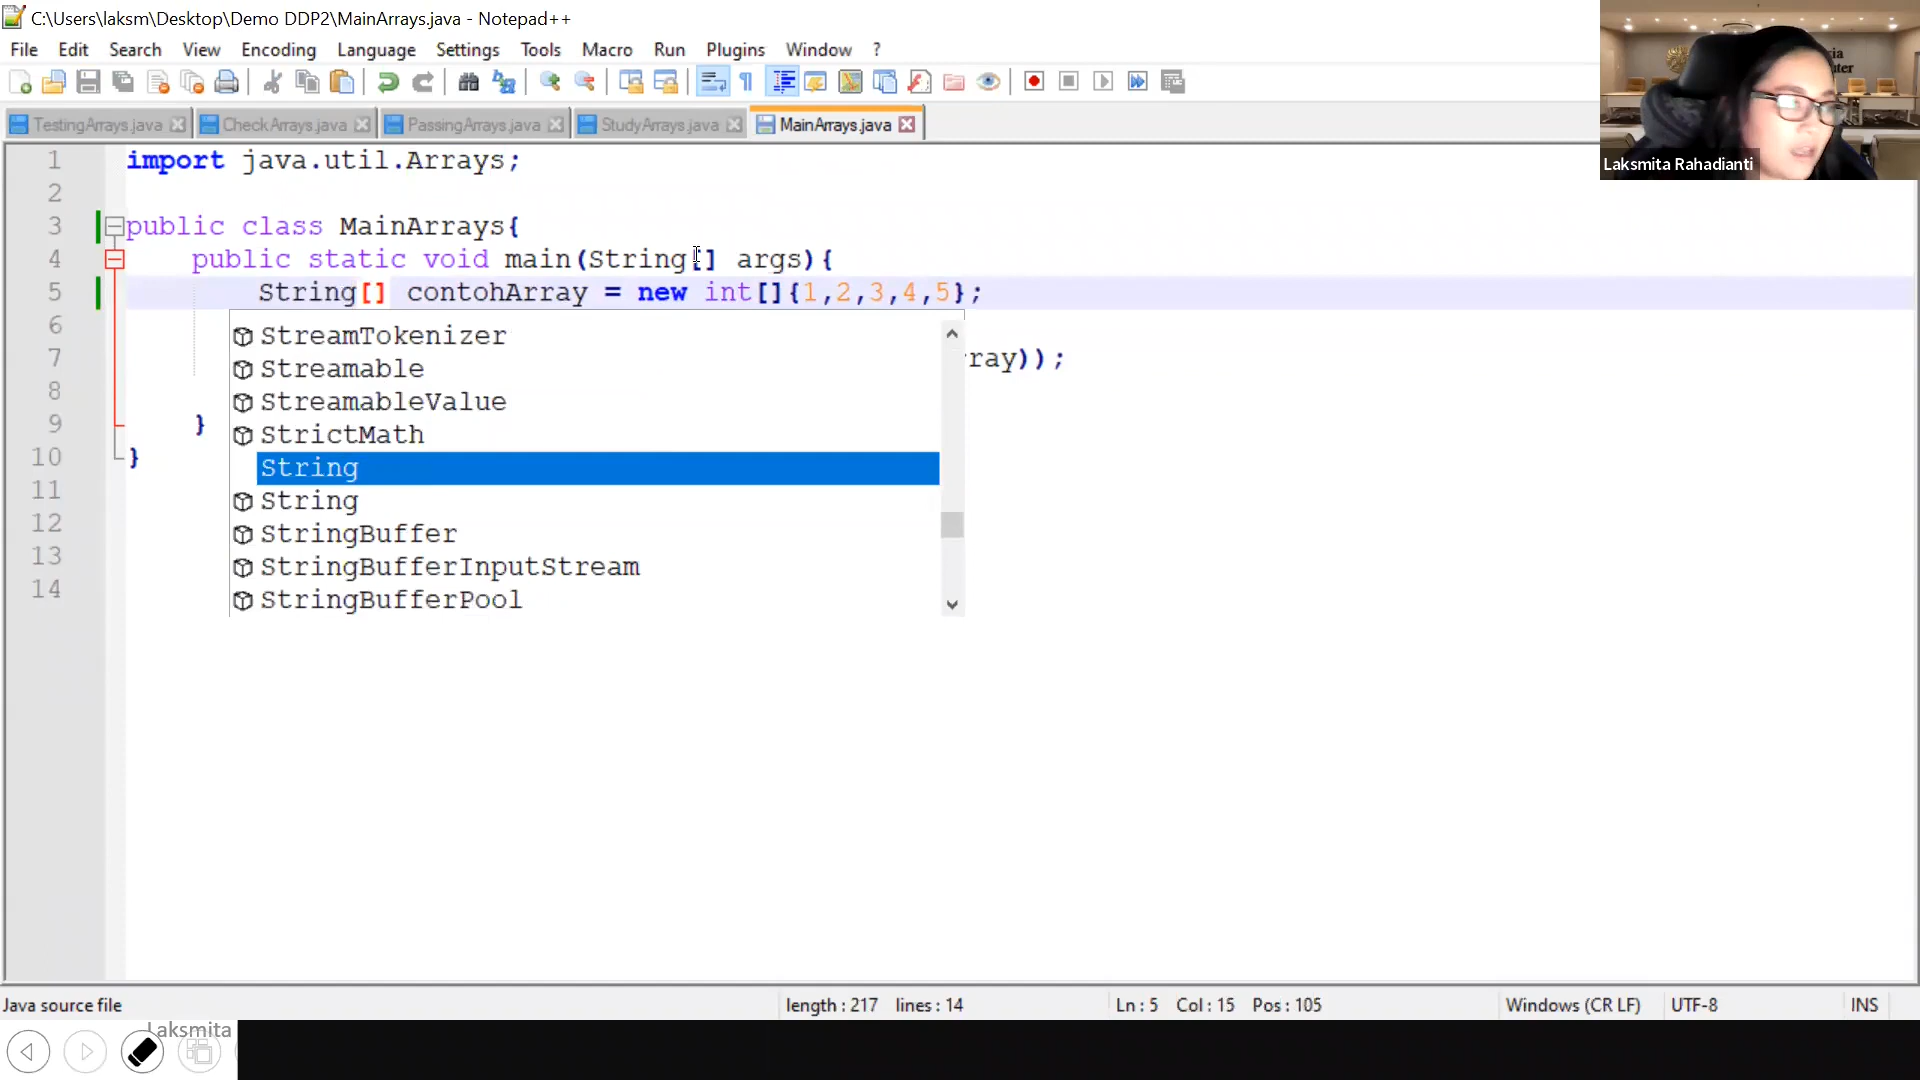 C:\Users\laksm\Desktop\Demo DDP2\MainArrays.java - Notepad++
File Edit Search View Encoding Language Settings Tools Macro Run Plugins Window ?
TestingArrays.java CheckArrays.java PassingArrays.java StudyArrays.java MainArrays.java
Laksmita Rahadianti
1 import java.util.Arrays;
2
3 public class MainArrays{
4 public static void main(String[] args){
5 String[] contohArray = new int[]{1,2,3,4,5};
6
StreamTokenizer
7 rray));
Streamable
8
StreamableValue
9 }
StrictMath
10 }
String
11
String
12
StringBuffer
13
StringBufferInputStream
14
StringBufferPool
Java source file length : 217 lines : 14 Ln : 5 Col : 15 Pos : 105 Windows (CR LF) UTF-8 INS
Laksmita